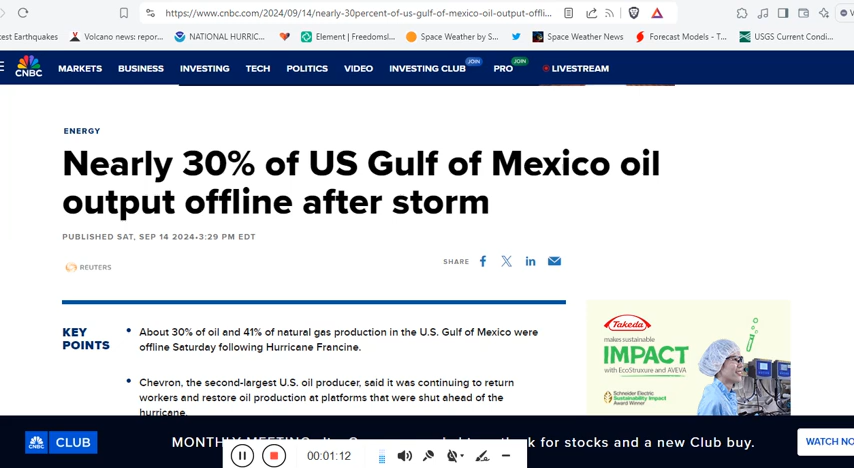 https://www.cnbc.com/2024/09/14/nearly-30percent-of-us-gulf-of-mexico-oil-output-offli...
test Earthquakes
Volcano news: repor...
NATIONAL HURRIC...
Element | Freedomsl...
Space Weather by S...
Space Weather News
Forecast Models - T...
USGS Current Condi...
CNBC
MARKETS
BUSINESS
INVESTING
TECH
POLITICS
VIDEO
INVESTING CLUB
JOIN
PRO
JOIN
LIVESTREAM
ENERGY
Nearly 30% of US Gulf of Mexico oil
output offline after storm
PUBLISHED SAT, SEP 14 2024•3:29 PM EDT
REUTERS
SHARE
KEY
POINTS
• About 30% of oil and 41% of natural gas production in the U.S. Gulf of Mexico were
offline Saturday following Hurricane Francine.
• Chevron, the second-largest U.S. oil producer, said it was continuing to return
workers and restore oil production at platforms that were shut ahead of the
hurricane.
Takeda
makes sustainable
IMPACT
with EcoStruxure and AVEVA
Schneider Electric
Sustainability Impact
Award Winner
CNBC
CLUB
MONTHLY MEETING
for stocks and a new Club buy.
WATCH NO
00:01:12